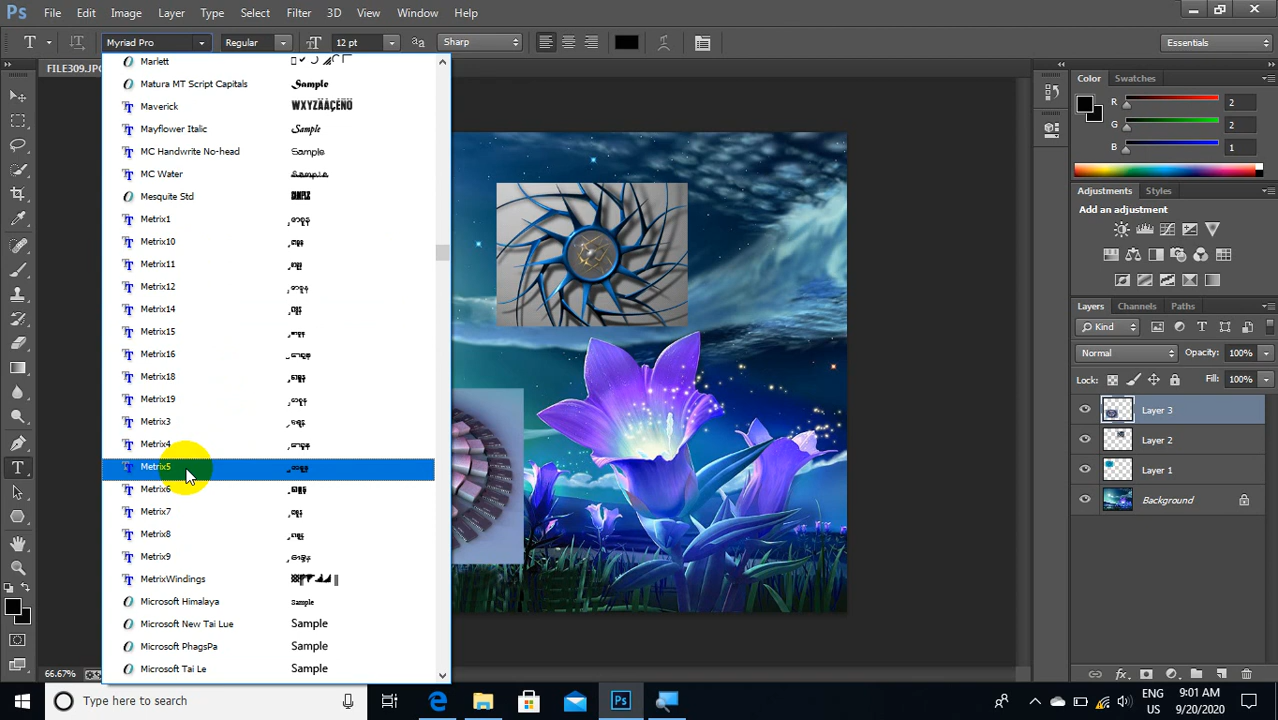 Ps File Edit Image Layer Type Select Filter 3D View Window Help
Myriad Pro Regular 12 pt Sharp Essentials
FILE309.JP
Marlett
Matura MT Script Capitals Sample
Maverick WXYZÄÅÇÉÑÖ
Mayflower Italic Sample
MC Handwrite No-head Sample
MC Water Sample
Mesquite Std SAMPLE
Metrix1
Metrix10
Metrix11
Metrix12
Metrix14
Metrix15
Metrix16
Metrix18
Metrix19
Metrix3
Metrix4
Metrix5
Metrix6
Metrix7
Metrix8
Metrix9
MetrixWindings
Microsoft Himalaya Sample
Microsoft New Tai Lue Sample
Microsoft PhagsPa Sample
Microsoft Tai Le Sample
Color Swatches
R 2
G 2
B 1
Adjustments Styles
Add an adjustment
Layers Channels Paths
Kind
Normal Opacity: 100%
Lock: Fill: 100%
Layer 3
Layer 2
Layer 1
Background
66.67%
Type here to search
Ps
ENG 9:01 AM
US 9/20/2020